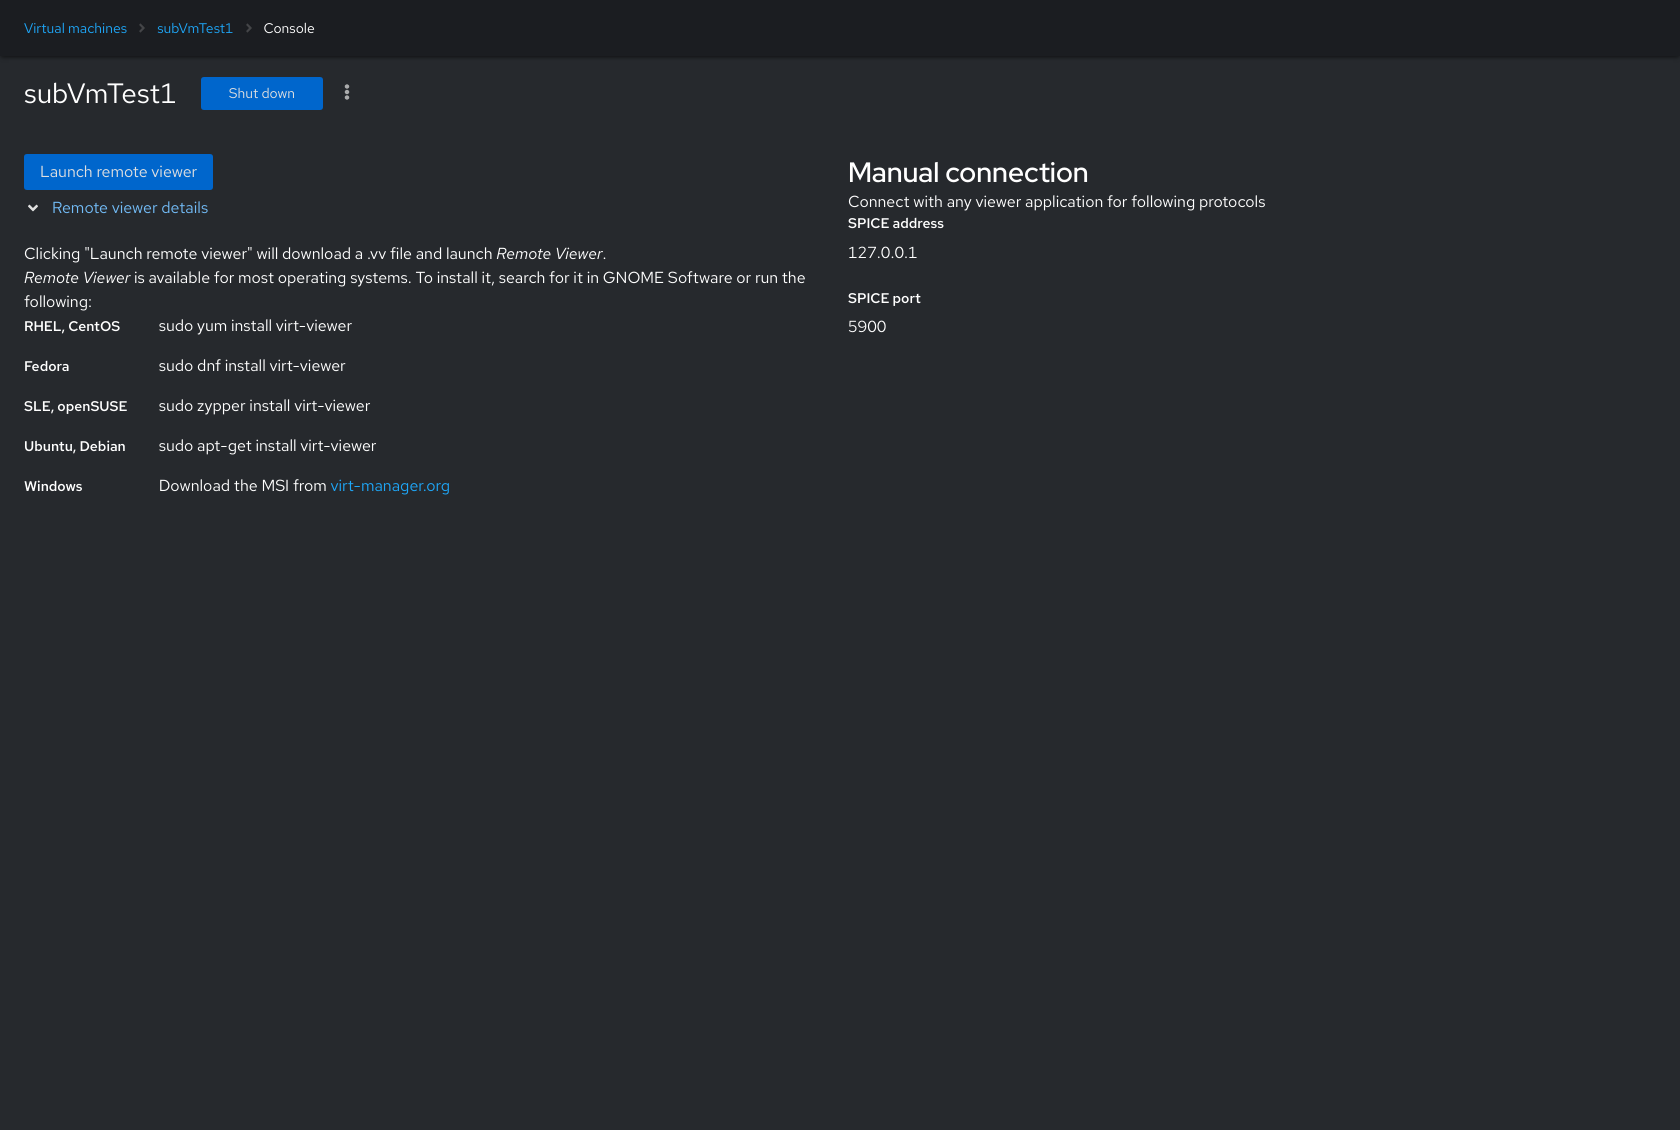 Virtual machines > subVmTest1 > Console
subVmTest1
Shut down
Launch remote viewer
Remote viewer details
Clicking "Launch remote viewer" will download a .vv file and launch Remote Viewer.
Remote Viewer is available for most operating systems. To install it, search for it in GNOME Software or run the
following:
RHEL, CentOS sudo yum install virt-viewer
Fedora sudo dnf install virt-viewer
SLE, openSUSE sudo zypper install virt-viewer
Ubuntu, Debian sudo apt-get install virt-viewer
Windows Download the MSI from virt-manager.org
Manual connection
Connect with any viewer application for following protocols
SPICE address
127.0.0.1
SPICE port
5900